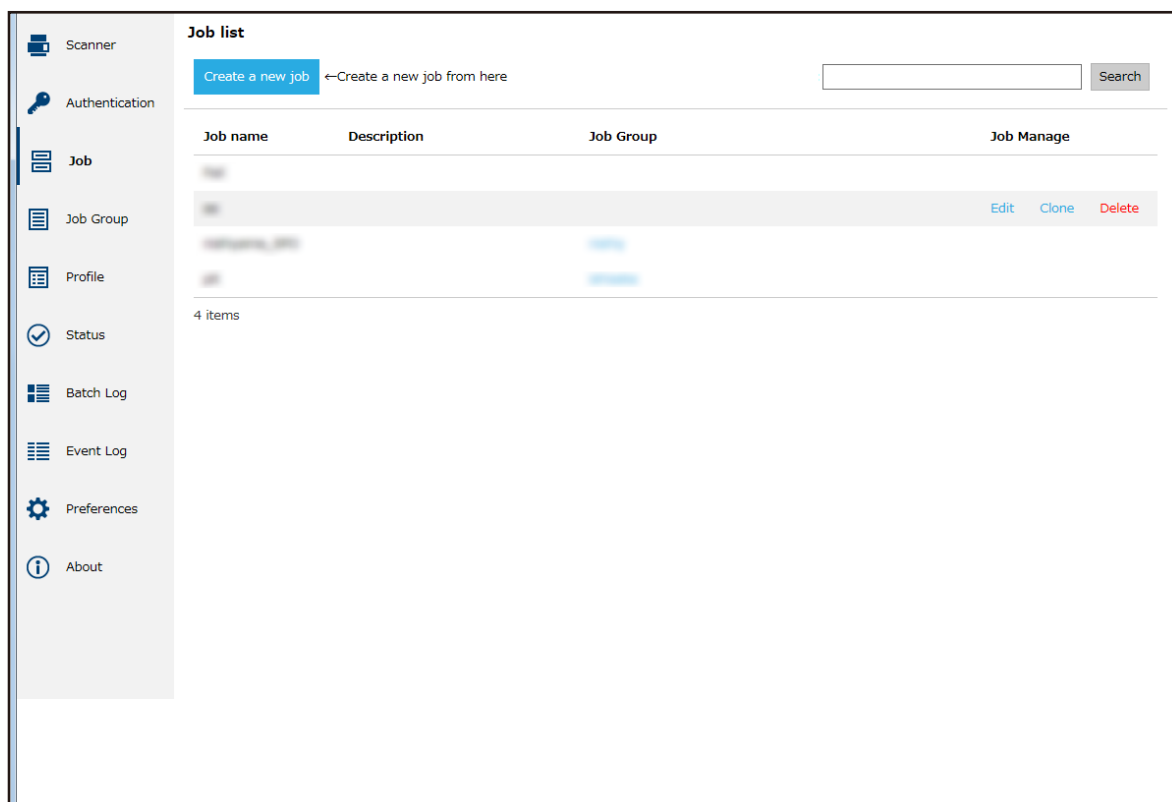 Scanner
Authentication
Job
Job Group
Profile
Status
Batch Log
Event Log
Preferences
About
Job list
Create a new job ←Create a new job from here Search
Job name Description Job Group Job Manage
Edit Clone Delete
4 items